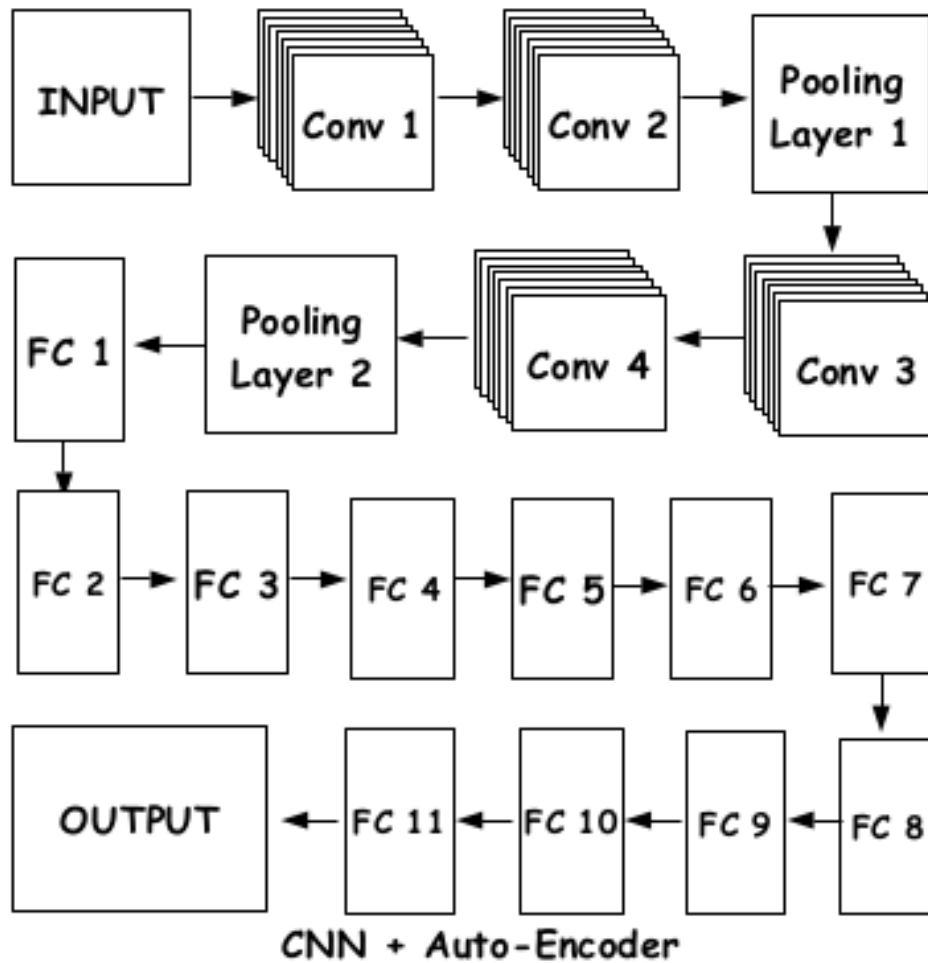 INPUT
Conv 1
Conv 2
Pooling
Layer 1
FC 1
Pooling
Layer 2
Conv 4
Conv 3
FC 2
FC 3
FC 4
FC 5
FC 6
FC 7
OUTPUT
FC 11
FC 10
FC 9
FC 8
CNN + Auto-Encoder